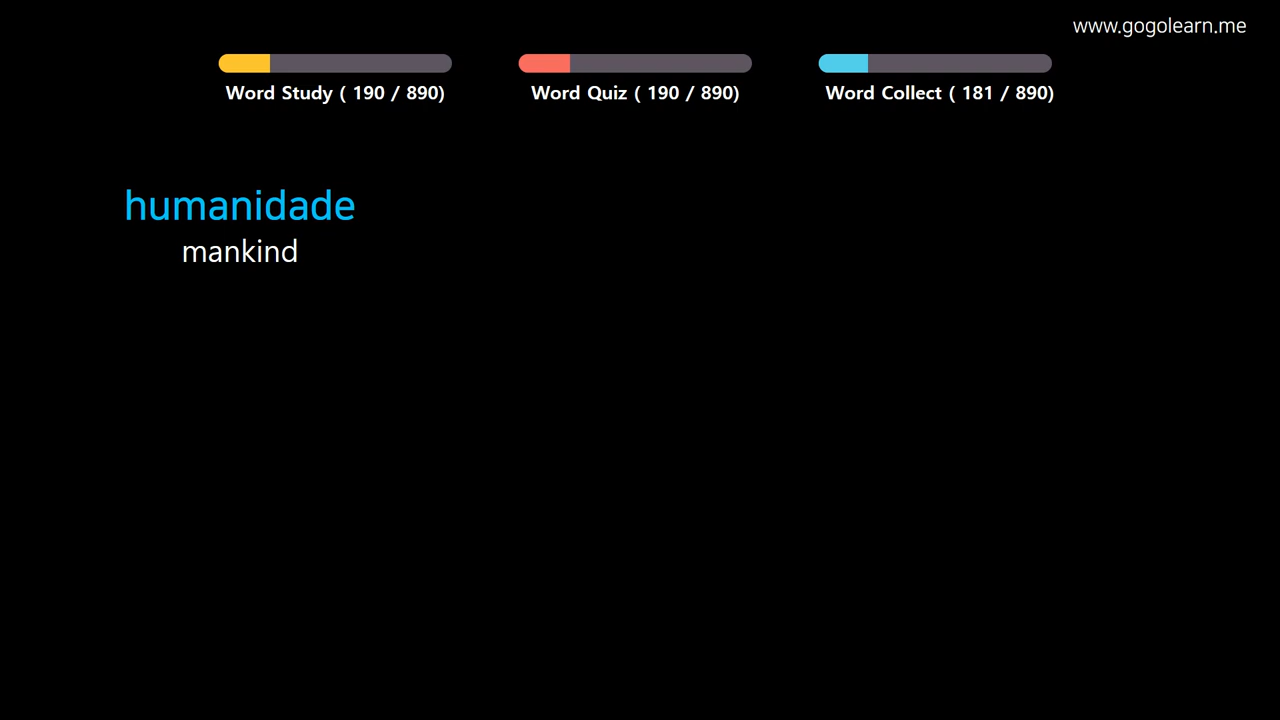 www.gogolearn.me
Word Study ( 190 / 890)
Word Quiz ( 190 / 890)
Word Collect ( 181 / 890)
humanidade
mankind